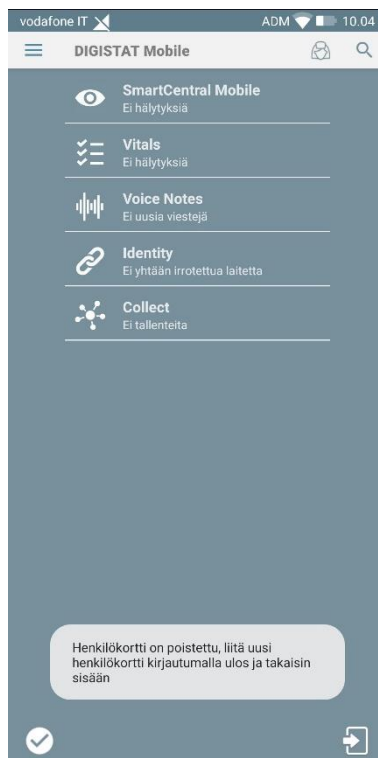 vodafone IT ADM 10.04
DIGISTAT Mobile
SmartCentral Mobile
Ei hälytyksiä
Vitals
Ei hälytyksiä
Voice Notes
Ei uusia viestejä
Identity
Ei yhtään irrotettua laitetta
Collect
Ei tallenteita
Henkilökortti on poistettu, liitä uusi
henkilökortti kirjautumalla ulos ja takaisin
sisään